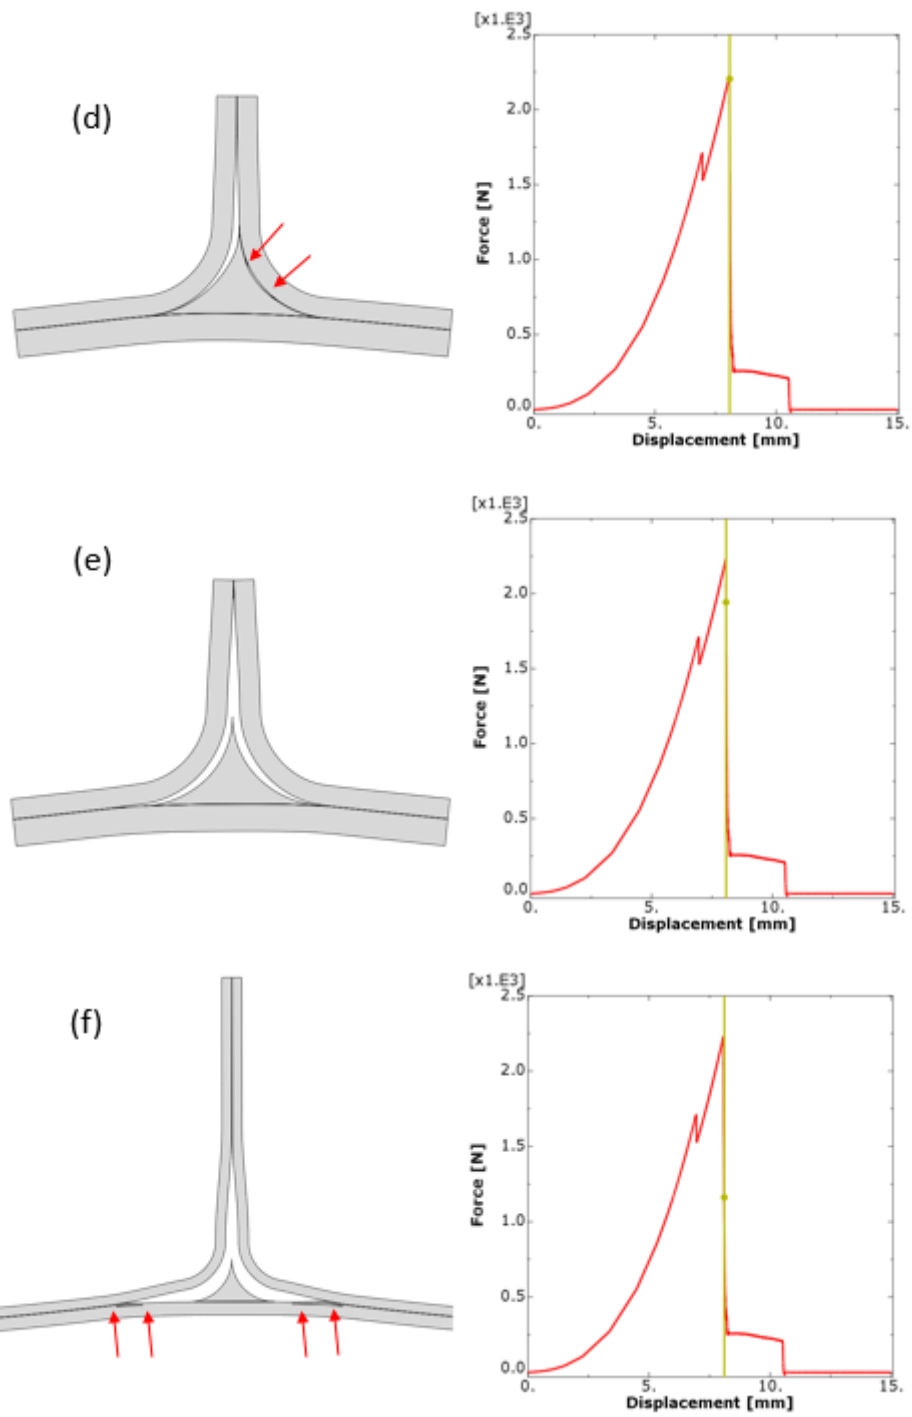 (d)
[x1.E3]
2.5
2.0
1.5
1.0
0.5
0.0
Force [N]
0. 5. 10. 15.
Displacement [mm]
(e)
[x1.E3]
2.5
2.0
1.5
1.0
0.5
0.0
Force [N]
0. 5. 10. 15.
Displacement [mm]
(f)
[x1.E3]
2.5
2.0
1.5
1.0
0.5
0.0
Force [N]
0. 5. 10. 15.
Displacement [mm]